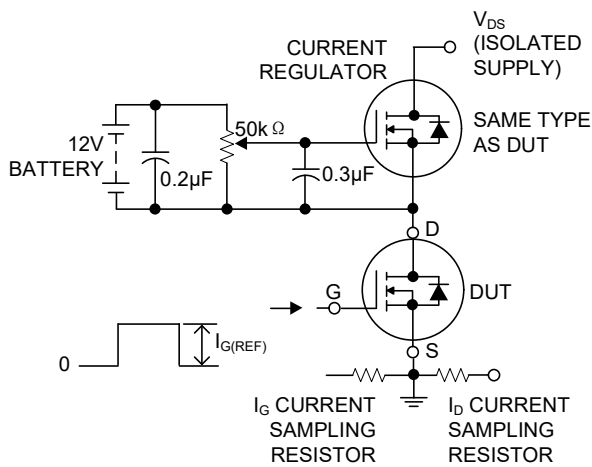 V_DS
(ISOLATED
SUPPLY)
CURRENT
REGULATOR
SAME TYPE
AS DUT
12V
BATTERY
50kΩ
0.2µF
0.3µF
D
DUT
G
I_G(REF)
0
S
I_G CURRENT
SAMPLING
RESISTOR
I_D CURRENT
SAMPLING
RESISTOR